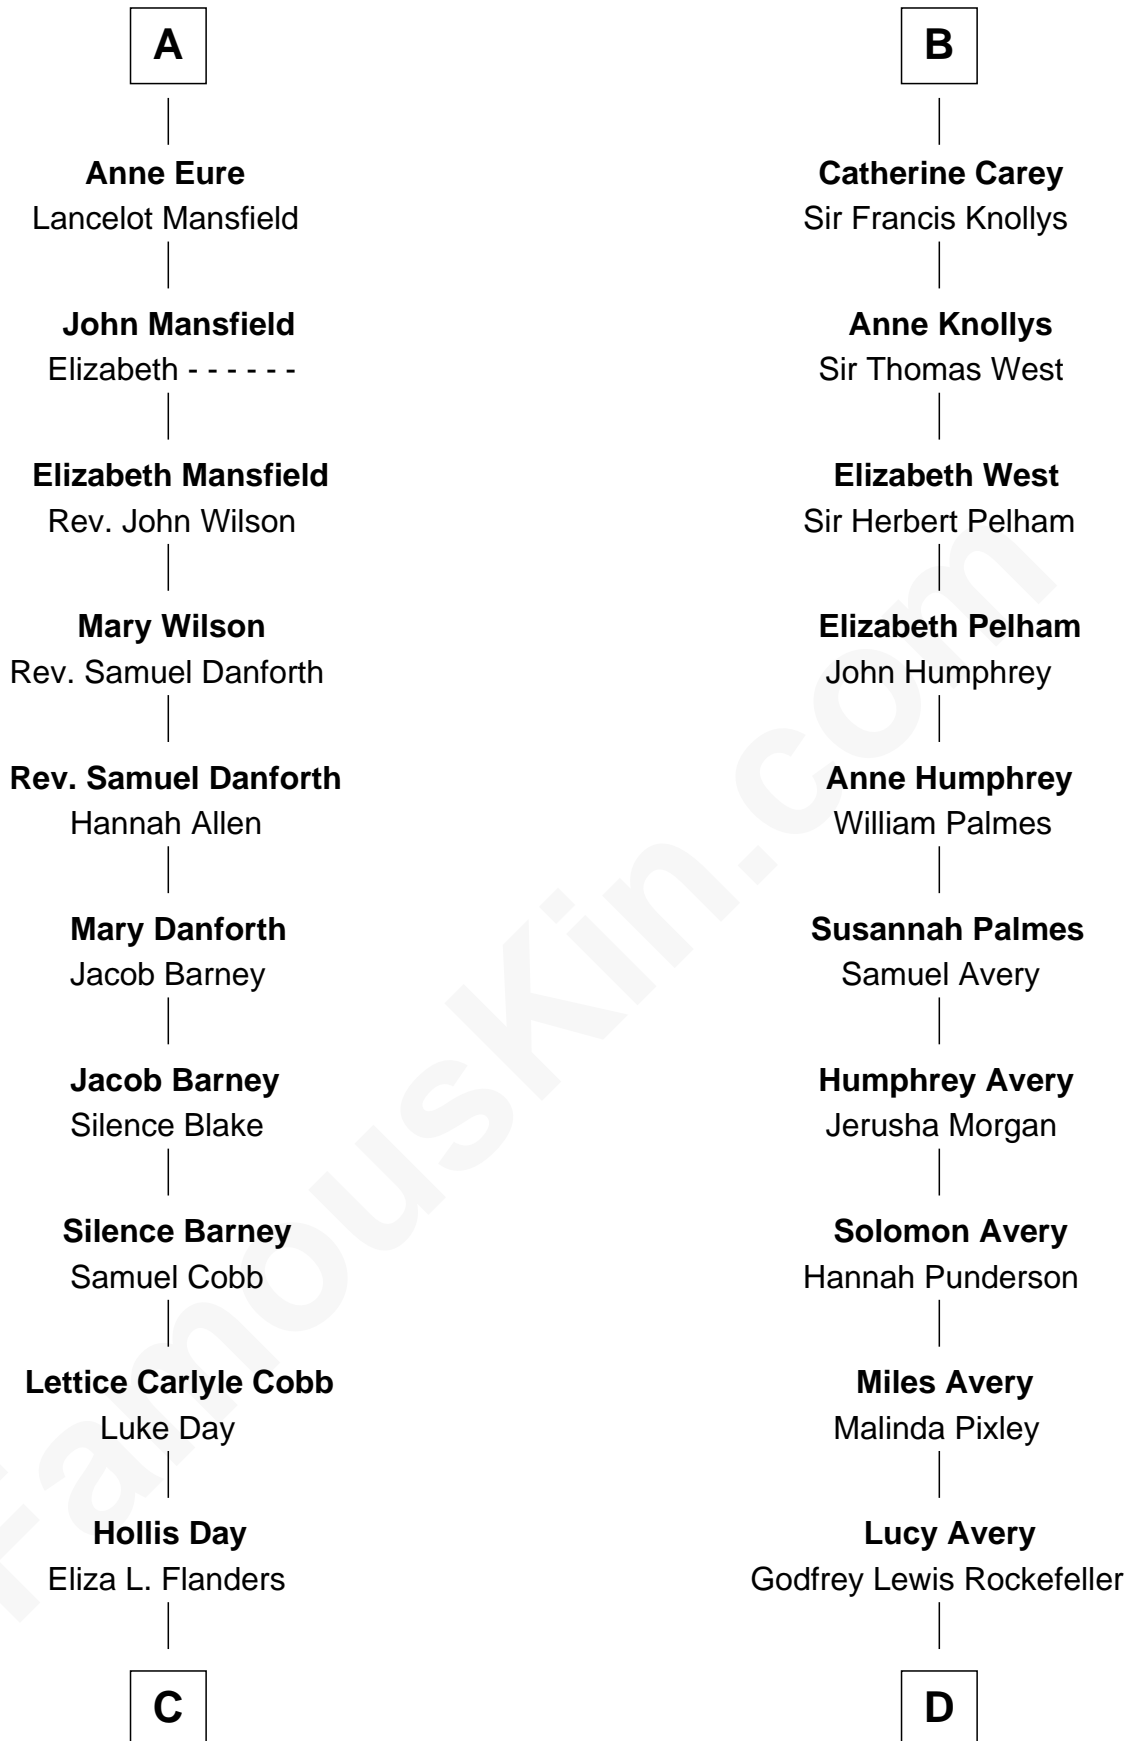 A
Anne Eure
Lancelot Mansfield
John Mansfield
Elizabeth - - - - - -
Elizabeth Mansfield
Rev. John Wilson
Mary Wilson
Rev. Samuel Danforth
Rev. Samuel Danforth
Hannah Allen
Mary Danforth
Jacob Barney
Jacob Barney
Silence Blake
Silence Barney
Samuel Cobb
Lettice Carlyle Cobb
Luke Day
Hollis Day
Eliza L. Flanders
C
B
Catherine Carey
Sir Francis Knollys
Anne Knollys
Sir Thomas West
Elizabeth West
Sir Herbert Pelham
Elizabeth Pelham
John Humphrey
Anne Humphrey
William Palmes
Susannah Palmes
Samuel Avery
Humphrey Avery
Jerusha Morgan
Solomon Avery
Hannah Punderson
Miles Avery
Malinda Pixley
Lucy Avery
Godfrey Lewis Rockefeller
D
FamousKin.com